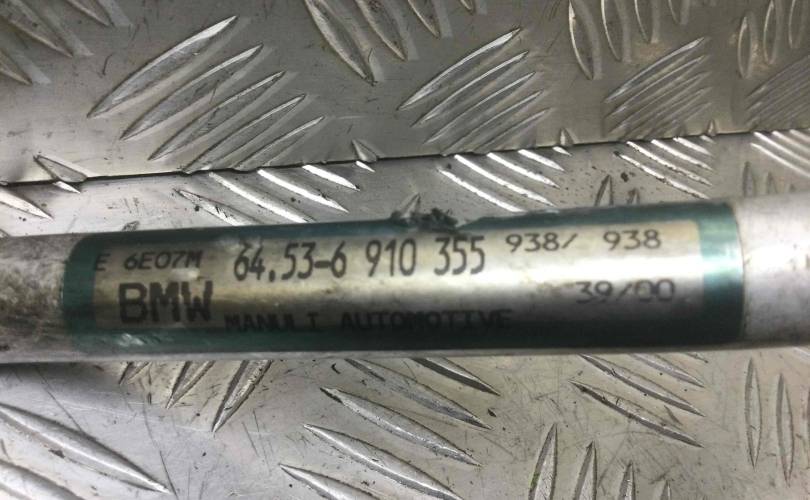 E 6E07M 64.53-6 910 355 938/ 938
BMW 39/00
MANULI AUTOMOTIVE